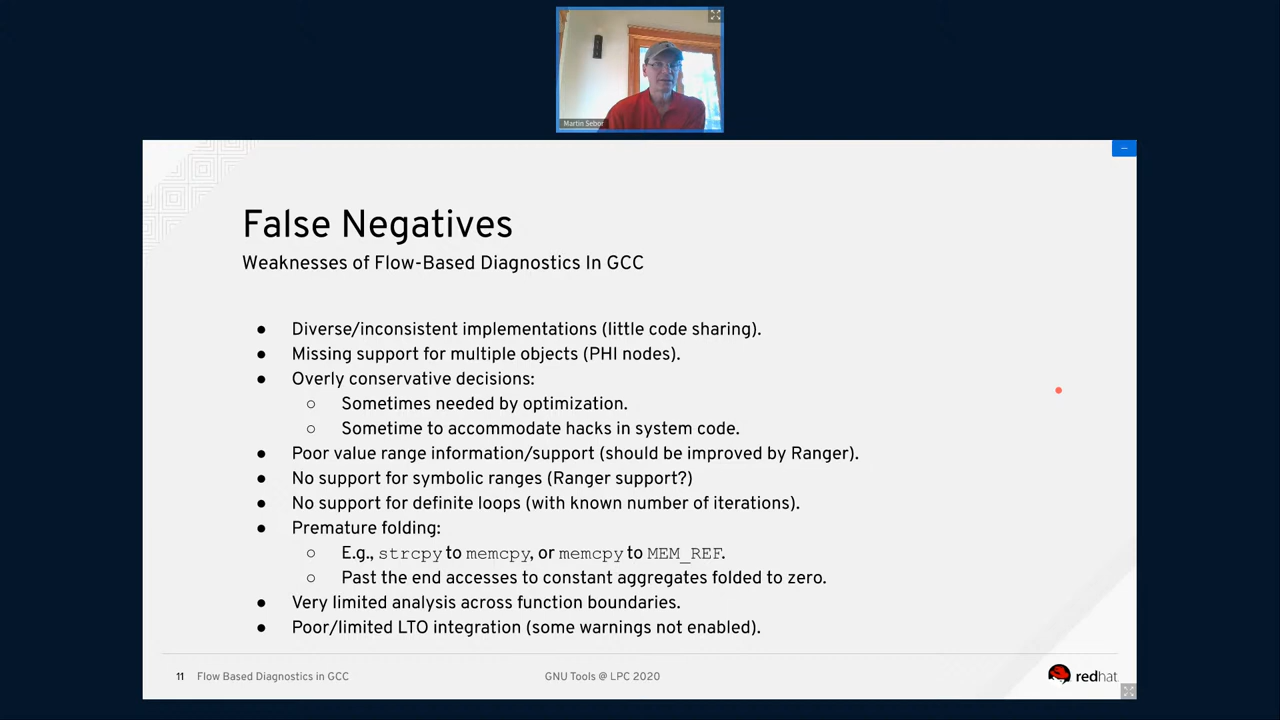 Martin Sebor
False Negatives
Weaknesses of Flow-Based Diagnostics In GCC
● Diverse/inconsistent implementations (little code sharing).
● Missing support for multiple objects (PHI nodes).
● Overly conservative decisions:
○ Sometimes needed by optimization.
○ Sometime to accommodate hacks in system code.
● Poor value range information/support (should be improved by Ranger).
● No support for symbolic ranges (Ranger support?)
● No support for definite loops (with known number of iterations).
● Premature folding:
○ E.g., strcpy to memcpy, or memcpy to MEM_REF.
○ Past the end accesses to constant aggregates folded to zero.
● Very limited analysis across function boundaries.
● Poor/limited LTO integration (some warnings not enabled).
11 Flow Based Diagnostics in GCC GNU Tools @ LPC 2020 redhat